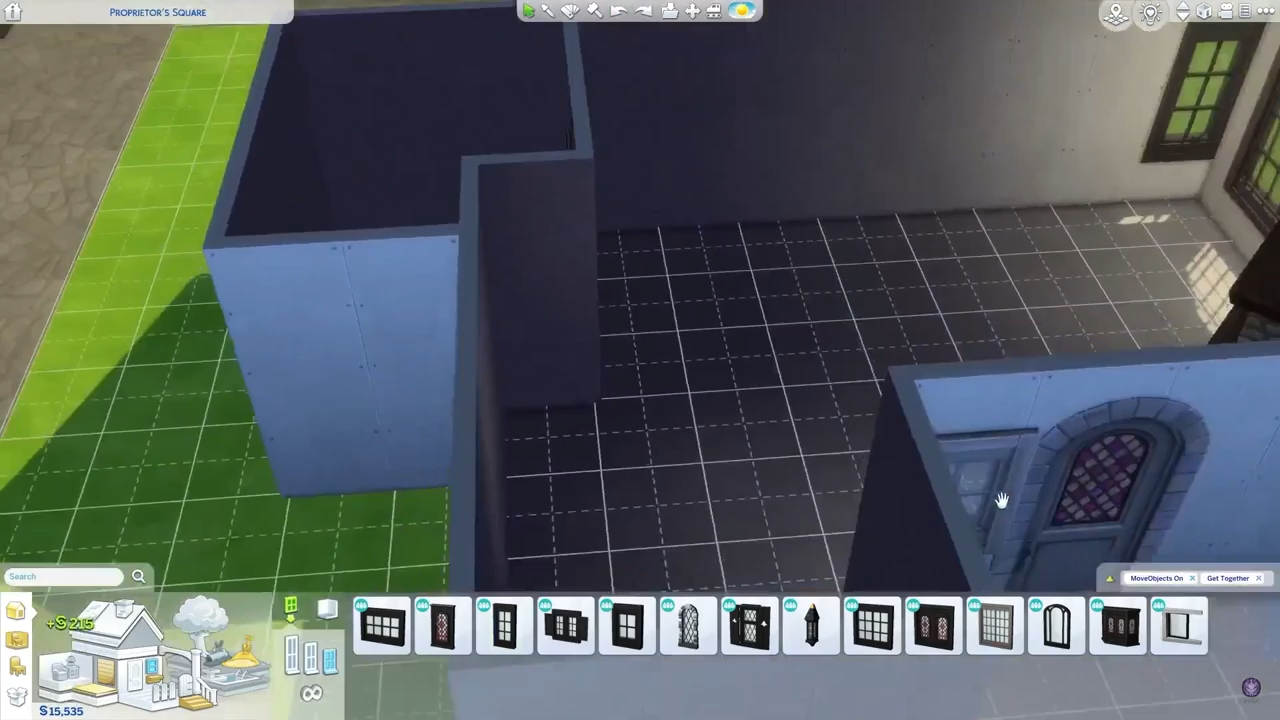 PROPRIETOR'S SQUARE
Search
MoveObjects On
Get Together
+§215
§15,535